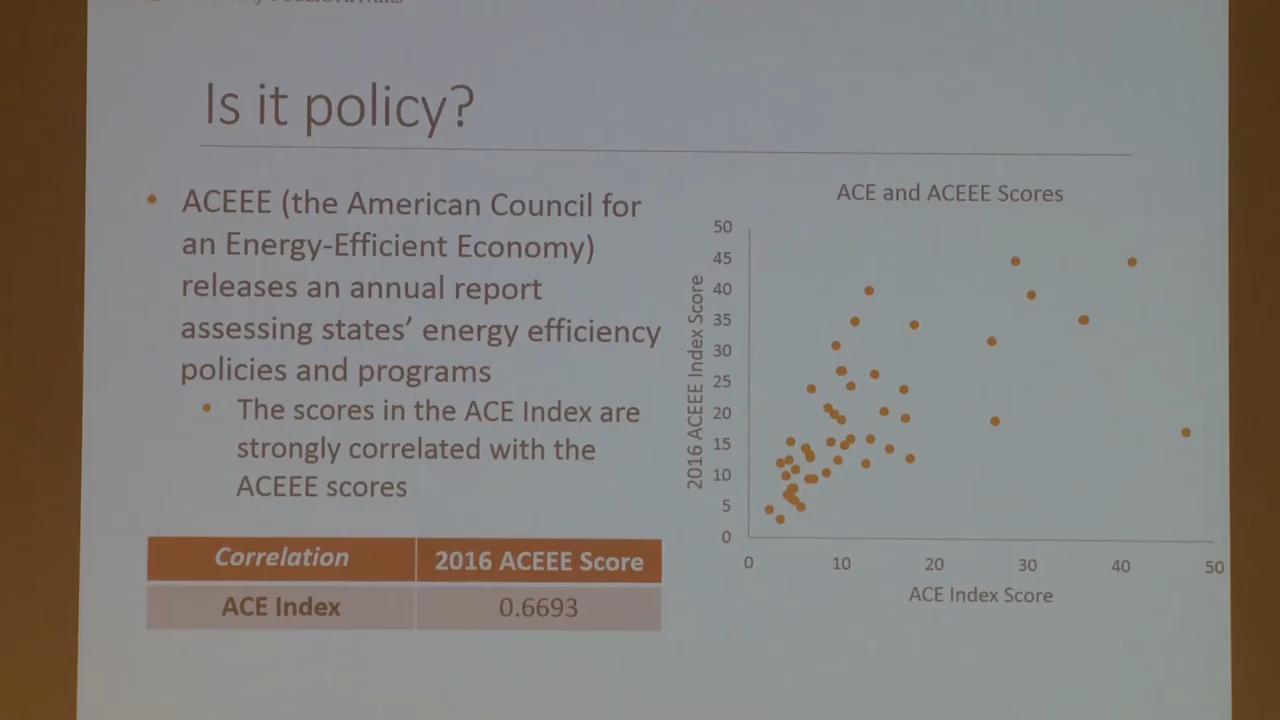 Is it policy?
• ACEEE (the American Council for
an Energy-Efficient Economy)
releases an annual report
assessing states' energy efficiency
policies and programs
• The scores in the ACE Index are
strongly correlated with the
ACEEE scores
Correlation 2016 ACEEE Score
ACE Index 0.6693
ACE and ACEEE Scores
2016 ACEEE Index Score
50
45
40
35
30
25
20
15
10
5
0
0 10 20 30 40 50
ACE Index Score